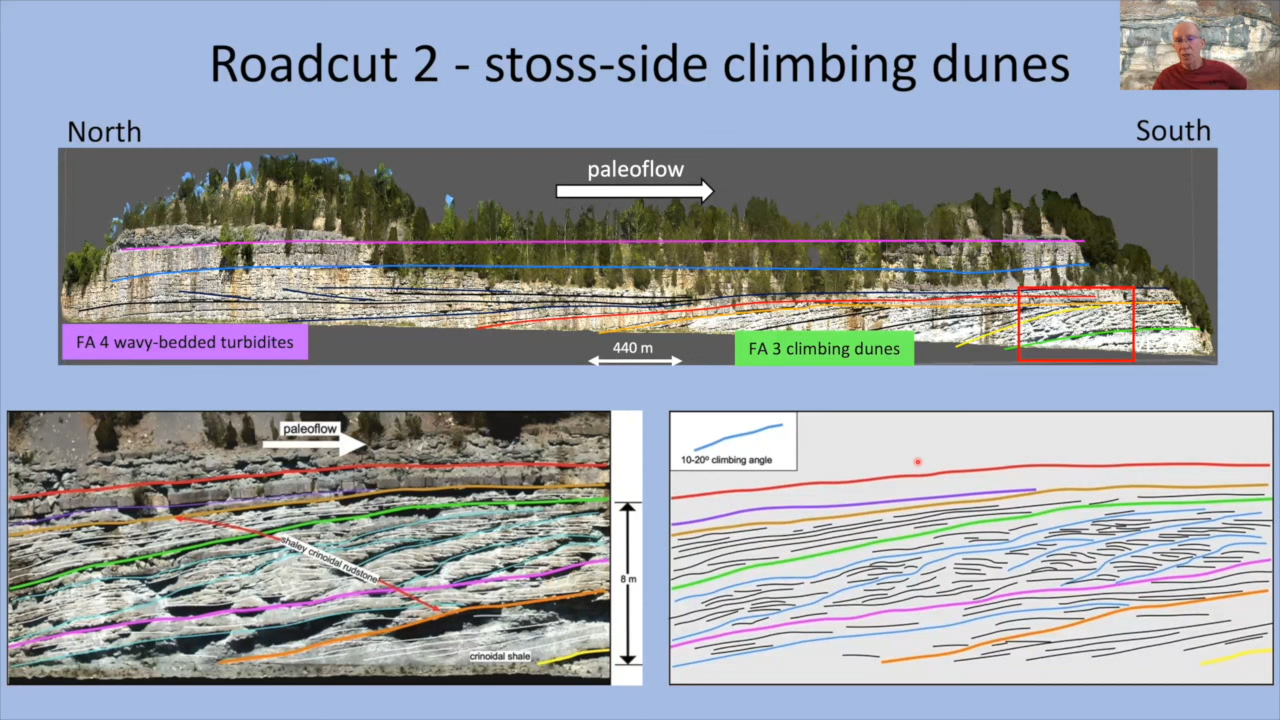 Roadcut 2 - stoss-side climbing dunes
North
South
paleoflow
FA 4 wavy-bedded turbidites
440 m
FA 3 climbing dunes
paleoflow
shaley crinoidal rudstone
8 m
crinoidal shale
10-20º climbing angle